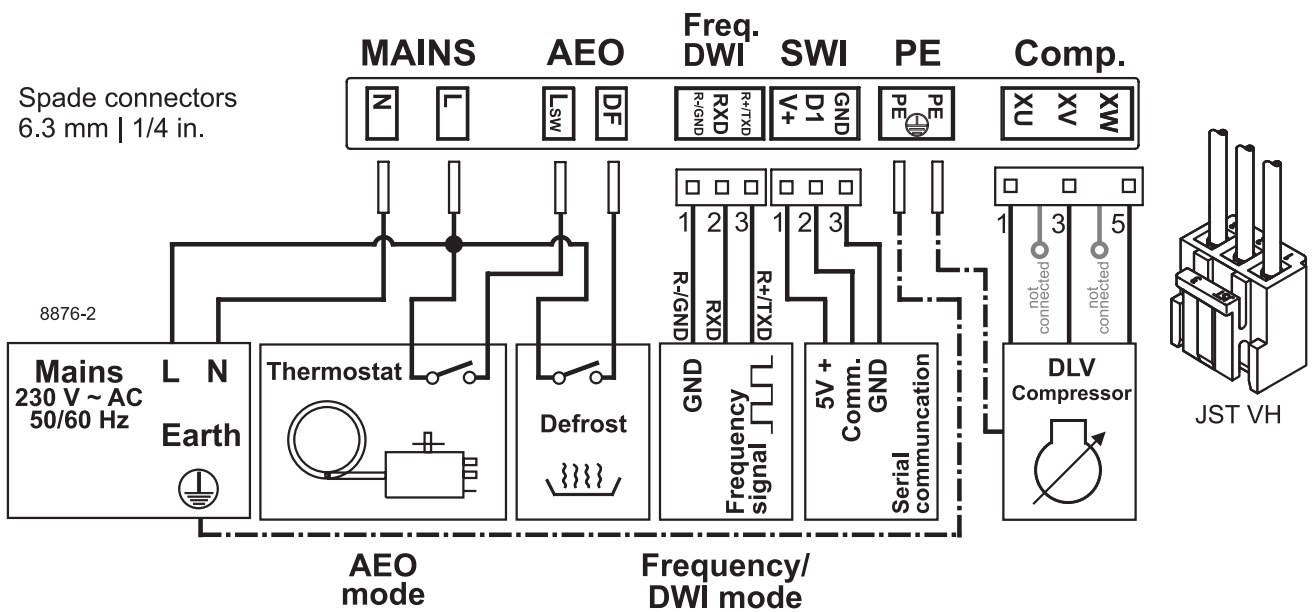 Freq.
MAINS AEO DWI SWI PE Comp.
Spade connectors
6.3 mm | 1/4 in.
N L LSW DF R-/GND RXD R+/TXD V+ D1 GND PE PE XU XV XW
1 2 3 1 2 3 1 3 5
R-/GND RXD R+/TXD
not
connected
not
connected
8876-2
Mains
230 V ~ AC
50/60 Hz
L N
Earth
Thermostat
Defrost
GND
Frequency
signal
5V +
Comm.
GND
Serial
communcation
DLV
Compressor
JST VH
AEO
mode
Frequency/
DWI mode